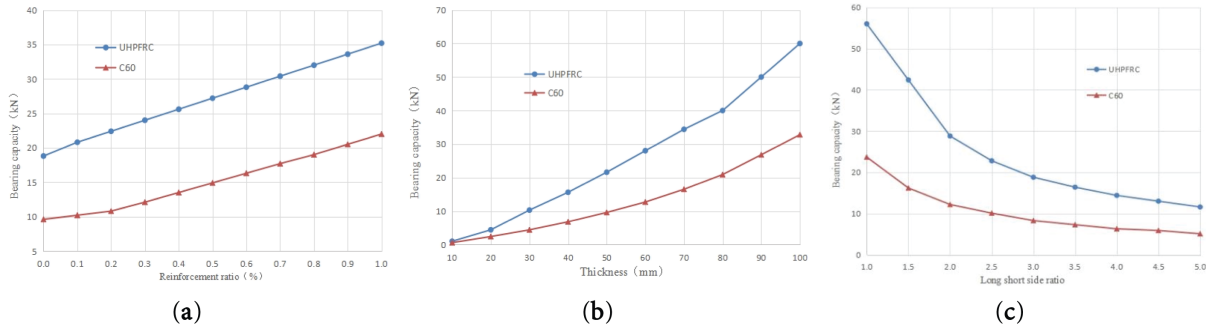 40
35
30
25
20
15
10
5
Bearing capacity（kN）
UHPFRC
C60
0.0 0.1 0.2 0.3 0.4 0.5 0.6 0.7 0.8 0.9 1.0
Reinforcement ratio（%）
(a)
70
60
50
40
30
20
10
0
Bearing capacity（kN）
UHPFRC
C60
10 20 30 40 50 60 70 80 90 100
Thickness（mm）
(b)
60
50
40
30
20
10
0
Bearing capacity（kN）
UHPFRC
C60
1.0 1.5 2.0 2.5 3.0 3.5 4.0 4.5 5.0
Long short side ratio
(c)